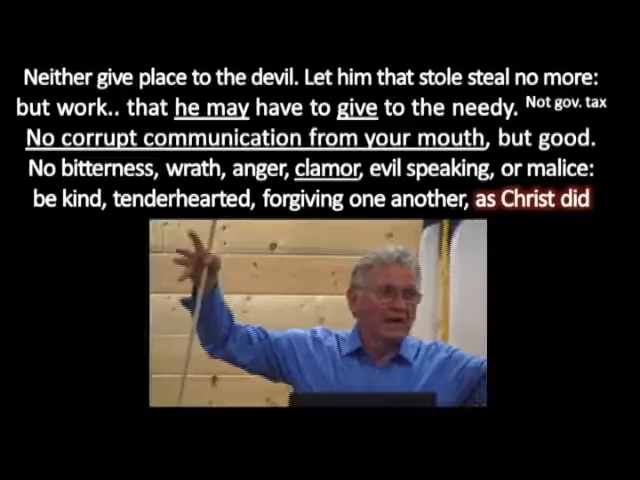 Neither give place to the devil. Let him that stole steal no more:
but work.. that he may have to give to the needy. Not gov. tax
No corrupt communication from your mouth, but good.
No bitterness, wrath, anger, clamor, evil speaking, or malice:
be kind, tenderhearted, forgiving one another, as Christ did